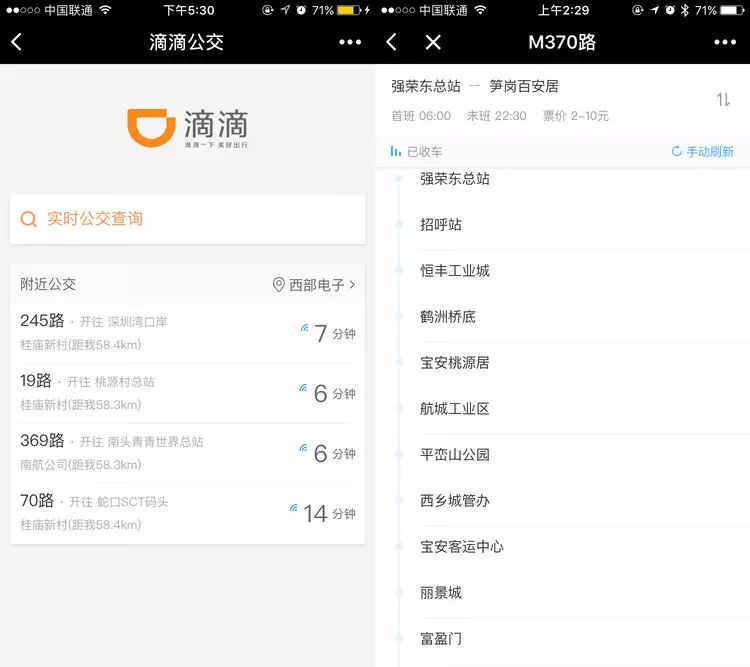 中国联通
下午5:30
71%
滴滴公交
滴滴
滴滴一下 美好出行
实时公交查询
附近公交
西部电子
245路 · 开往 深圳湾口岸
桂庙新村(距我58.4km)
7 分钟
19路 · 开往 桃源村总站
桂庙新村(距我58.3km)
6 分钟
369路 · 开往 南头青青世界总站
南航公司(距我58.3km)
6 分钟
70路 · 开往 蛇口SCT码头
桂庙新村(距我58.4km)
14 分钟
中国联通
上午2:29
71%
M370路
强荣东总站 一 笋岗百安居
首班 06:00 末班 22:30 票价 2-10元
已收车
手动刷新
强荣东总站
招呼站
恒丰工业城
鹤洲桥底
宝安桃源居
航城工业区
平峦山公园
西乡城管办
宝安客运中心
丽景城
富盈门